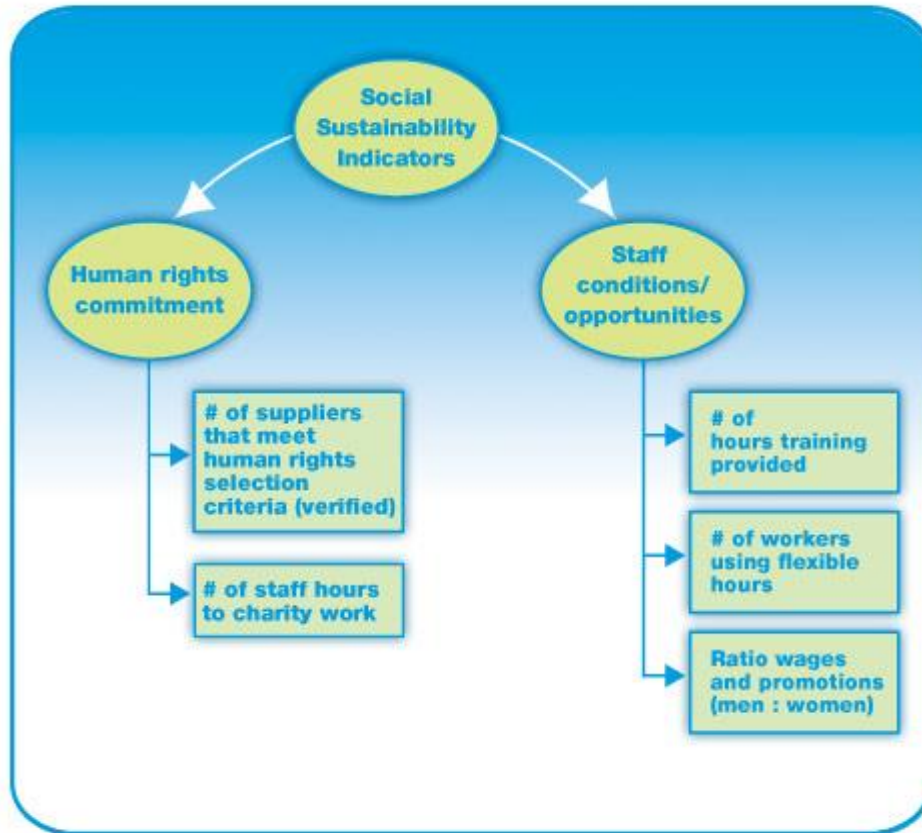 Social
Sustainability
Indicators
Human rights
commitment
Staff
conditions/
opportunities
# of suppliers
that meet
human rights
selection
criteria (verified)
# of staff hours
to charity work
# of
hours training
provided
# of workers
using flexible
hours
Ratio wages
and promotions
(men : women)